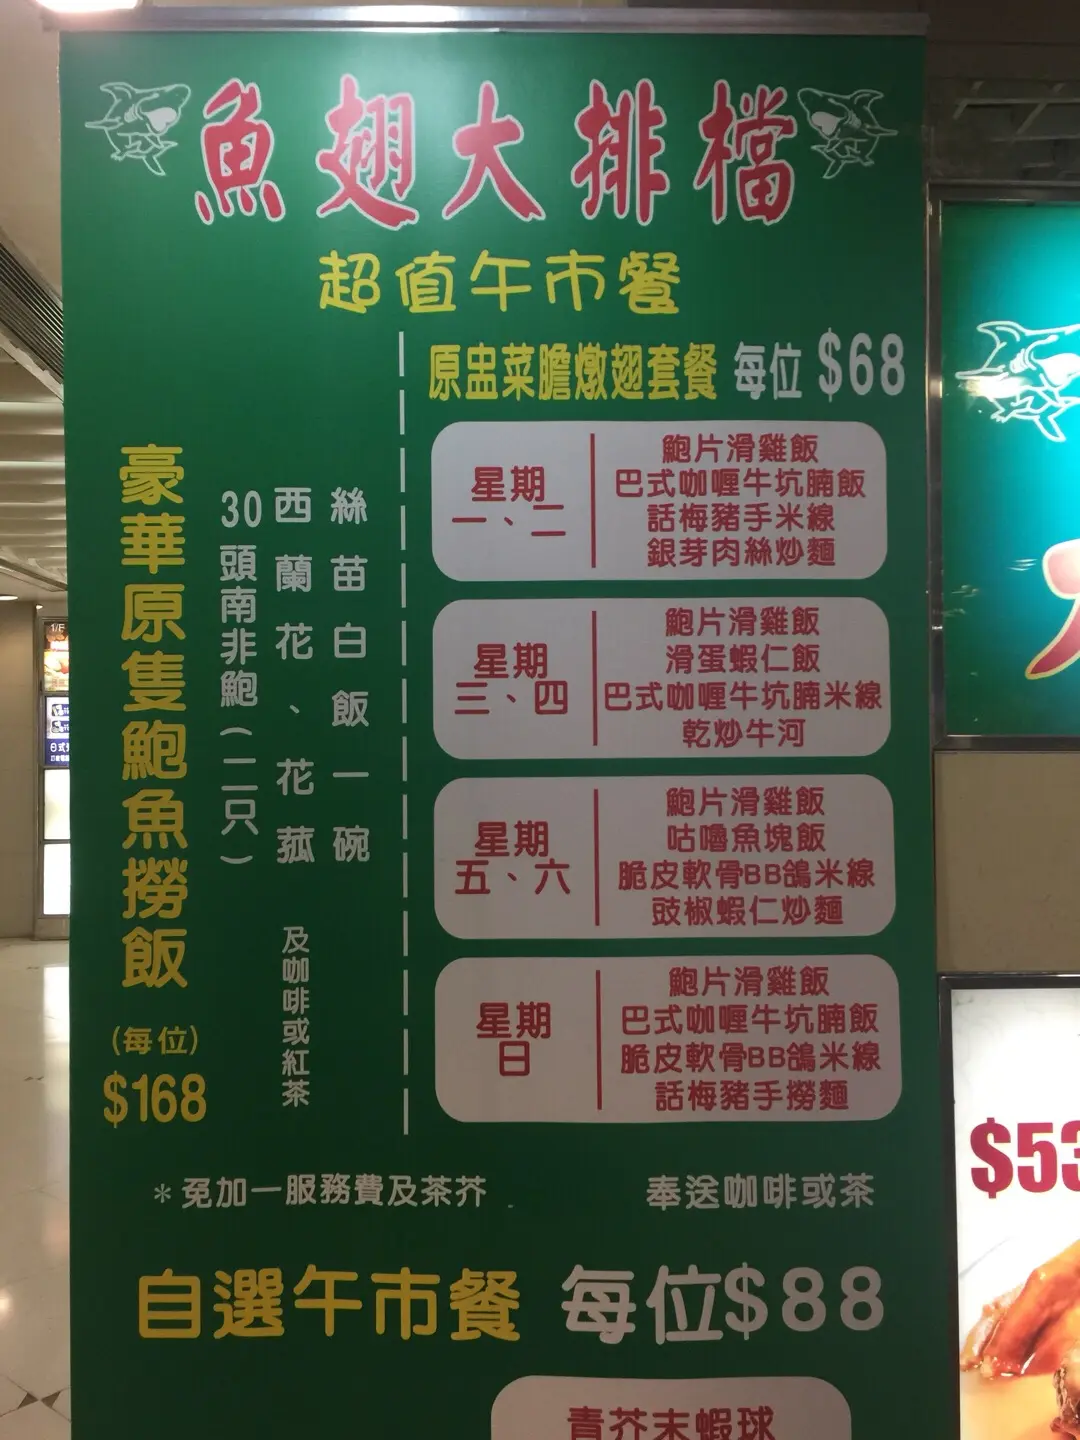 魚翅大排檔
超值午市餐
豪華原隻鮑魚撈飯
(每位)
$168
30頭南非鮑(二只)
西蘭花、花菰
絲苗白飯一碗
及咖啡或紅茶
原盅菜膽燉翅套餐 每位 $68
星期
一、二
鮑片滑雞飯
巴式咖喱牛坑腩飯
話梅豬手米線
銀芽肉絲炒麵
星期
三、四
鮑片滑雞飯
滑蛋蝦仁飯
巴式咖喱牛坑腩米線
乾炒牛河
星期
五、六
鮑片滑雞飯
咕嚕魚塊飯
脆皮軟骨BB鴿米線
豉椒蝦仁炒麵
星期
日
鮑片滑雞飯
巴式咖喱牛坑腩飯
脆皮軟骨BB鴿米線
話梅豬手撈麵
*免加一服務費及茶芥
奉送咖啡或茶
自選午市餐 每位$88
青芥末蝦球
$53